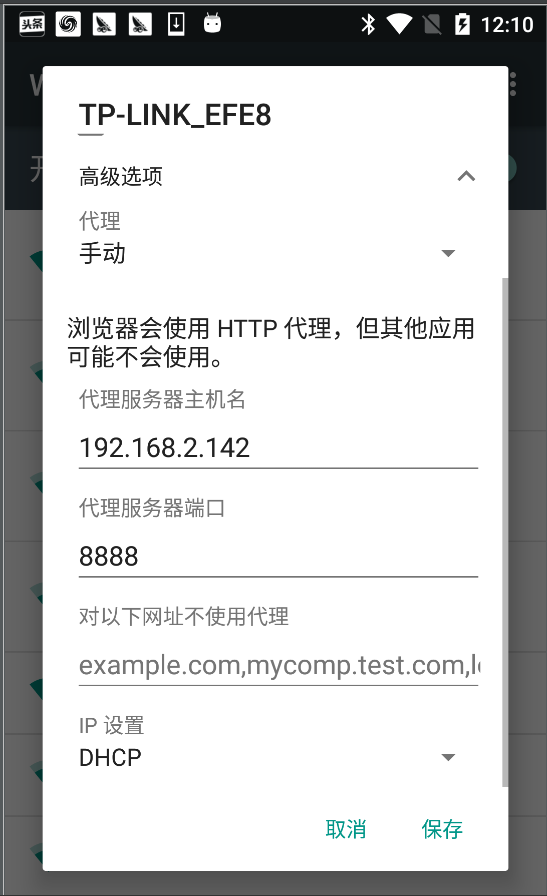 头条
12:10
W
开
TP-LINK_EFE8
高级选项
代理
手动
浏览器会使用 HTTP 代理，但其他应用
可能不会使用。
代理服务器主机名
192.168.2.142
代理服务器端口
8888
对以下网址不使用代理
example.com,mycomp.test.com,l
IP 设置
DHCP
取消
保存